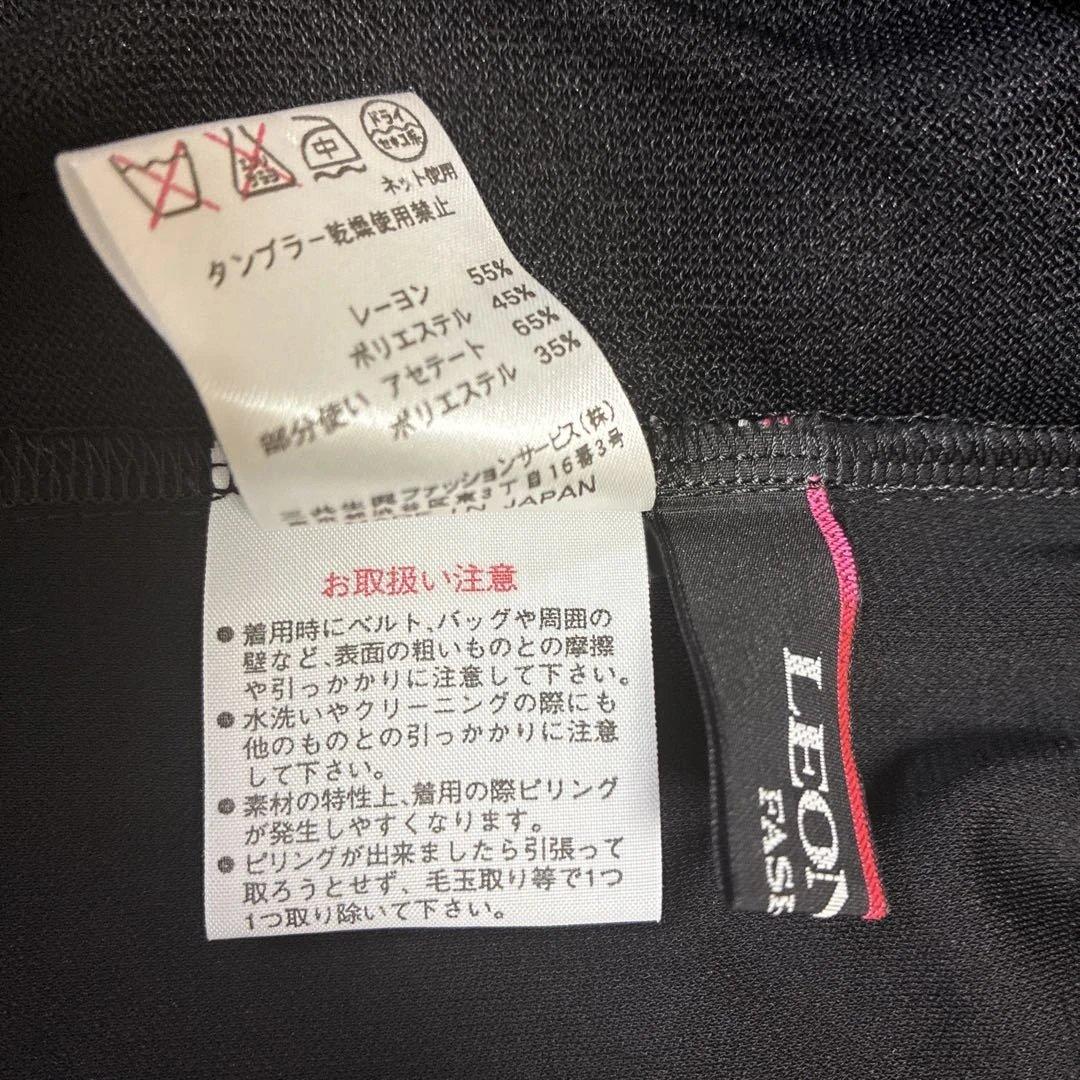 中
ドライ
セキユ系
ネット使用
タンブラー乾燥使用禁止
レーヨン 55%
ポリエステル 45%
部分使い アセテート 65%
ポリエステル 35%
ファッションサービス(株)
3丁目16番3号
JAPAN
お取扱い注意
● 着用時にベルト、バッグや周囲の
壁など、表面の粗いものとの摩擦
や引っかかりに注意して下さい。
● 水洗いやクリーニングの際にも
他のものとの引っかかりに注意
して下さい。
● 素材の特性上、着用の際ピリング
が発生しやすくなります。
● ピリングが出来ましたら引張って
取ろうとせず、毛玉取り等で1つ
1つ取り除いて下さい。
LEON
FAS